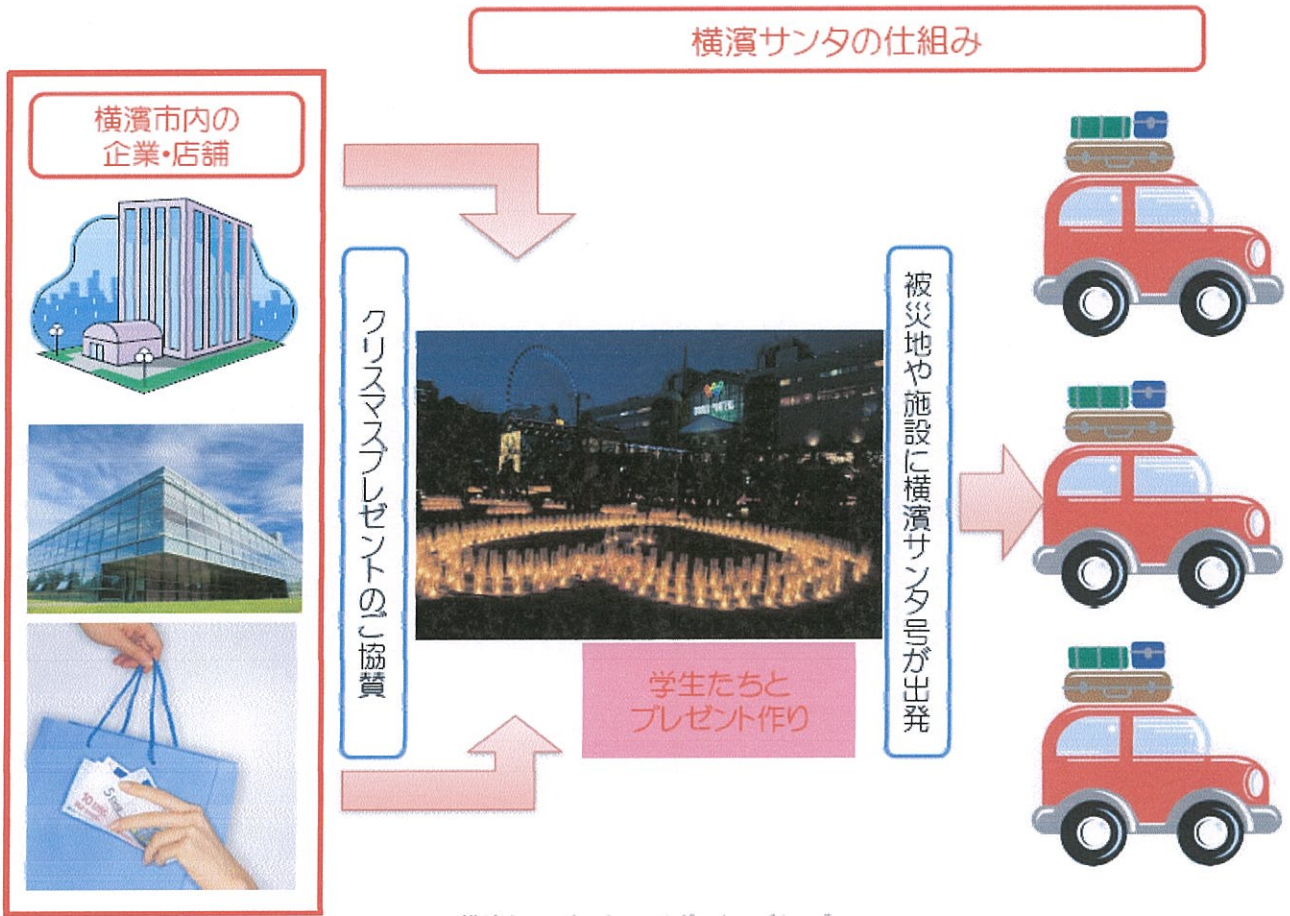 横濱サンタの仕組み
横濱市内の
企業・店舗
クリスマスプレゼントのご協賛
被災地や施設に横濱サンタ号が出発
学生たちと
プレゼント作り